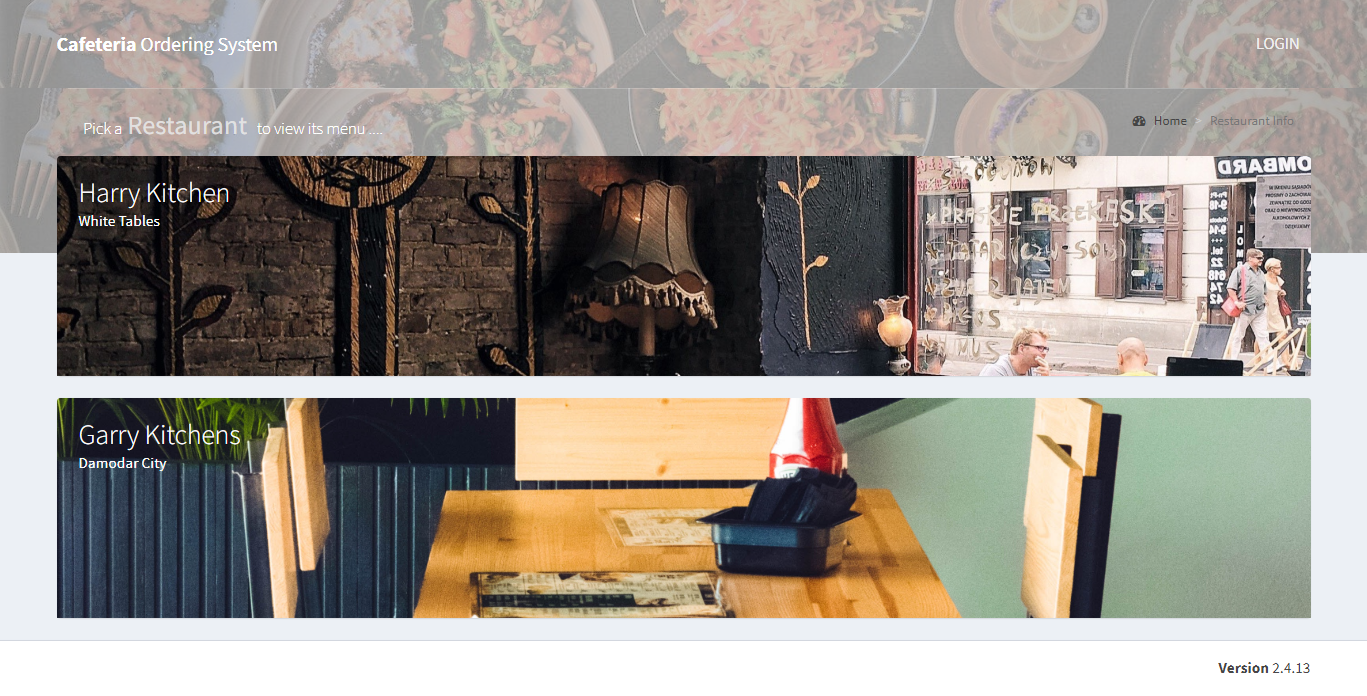 Cafeteria Ordering System
LOGIN
Pick a Restaurant to view its menu ....
Home > Restaurant Info
Harry Kitchen
White Tables
Garry Kitchens
Damodar City
Version 2.4.13